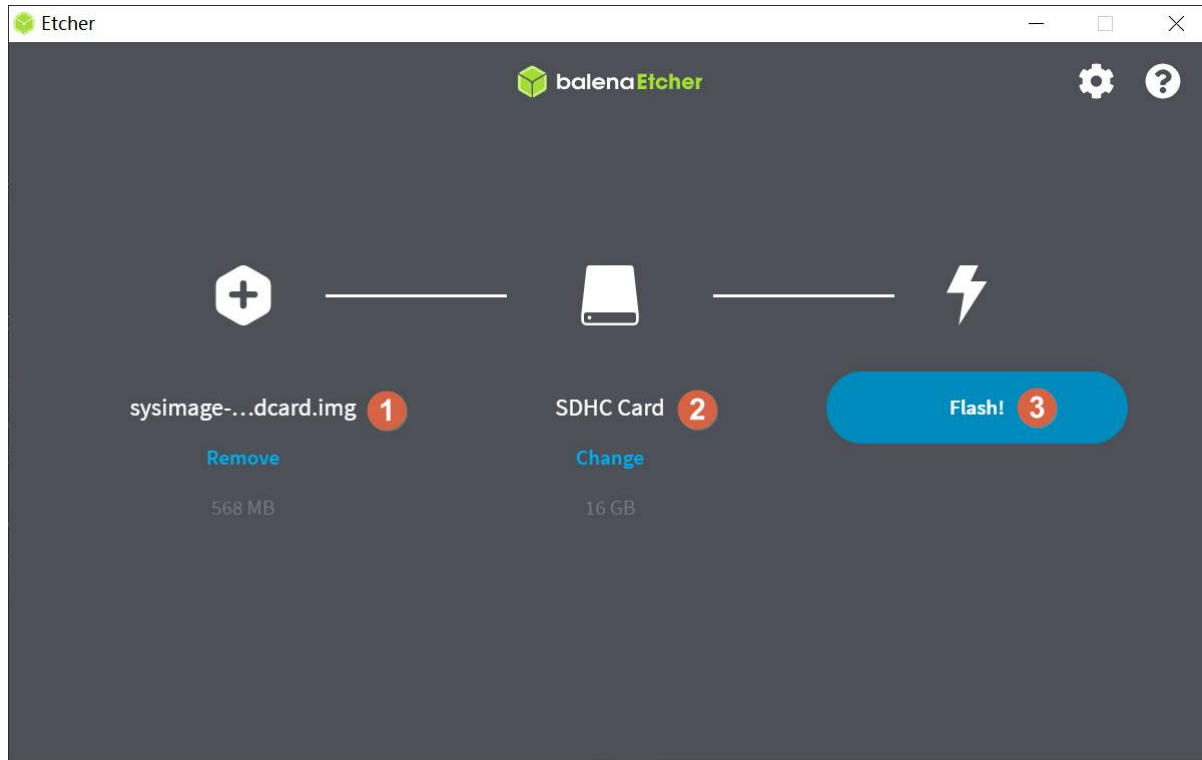 Etcher
balenaEtcher
sysimage-...dcard.img 1
SDHC Card 2
Flash! 3
Remove
Change
568 MB
16 GB